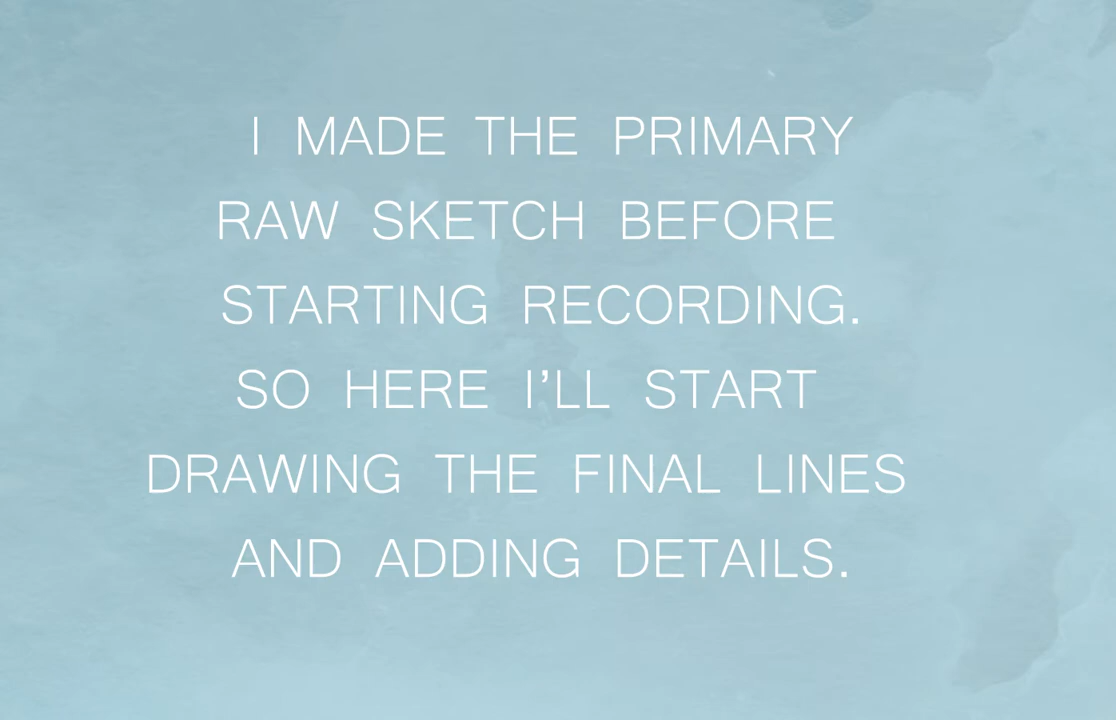 I MADE THE PRIMARY
RAW SKETCH BEFORE
STARTING RECORDING.
SO HERE I’LL START
DRAWING THE FINAL LINES
AND ADDING DETAILS.